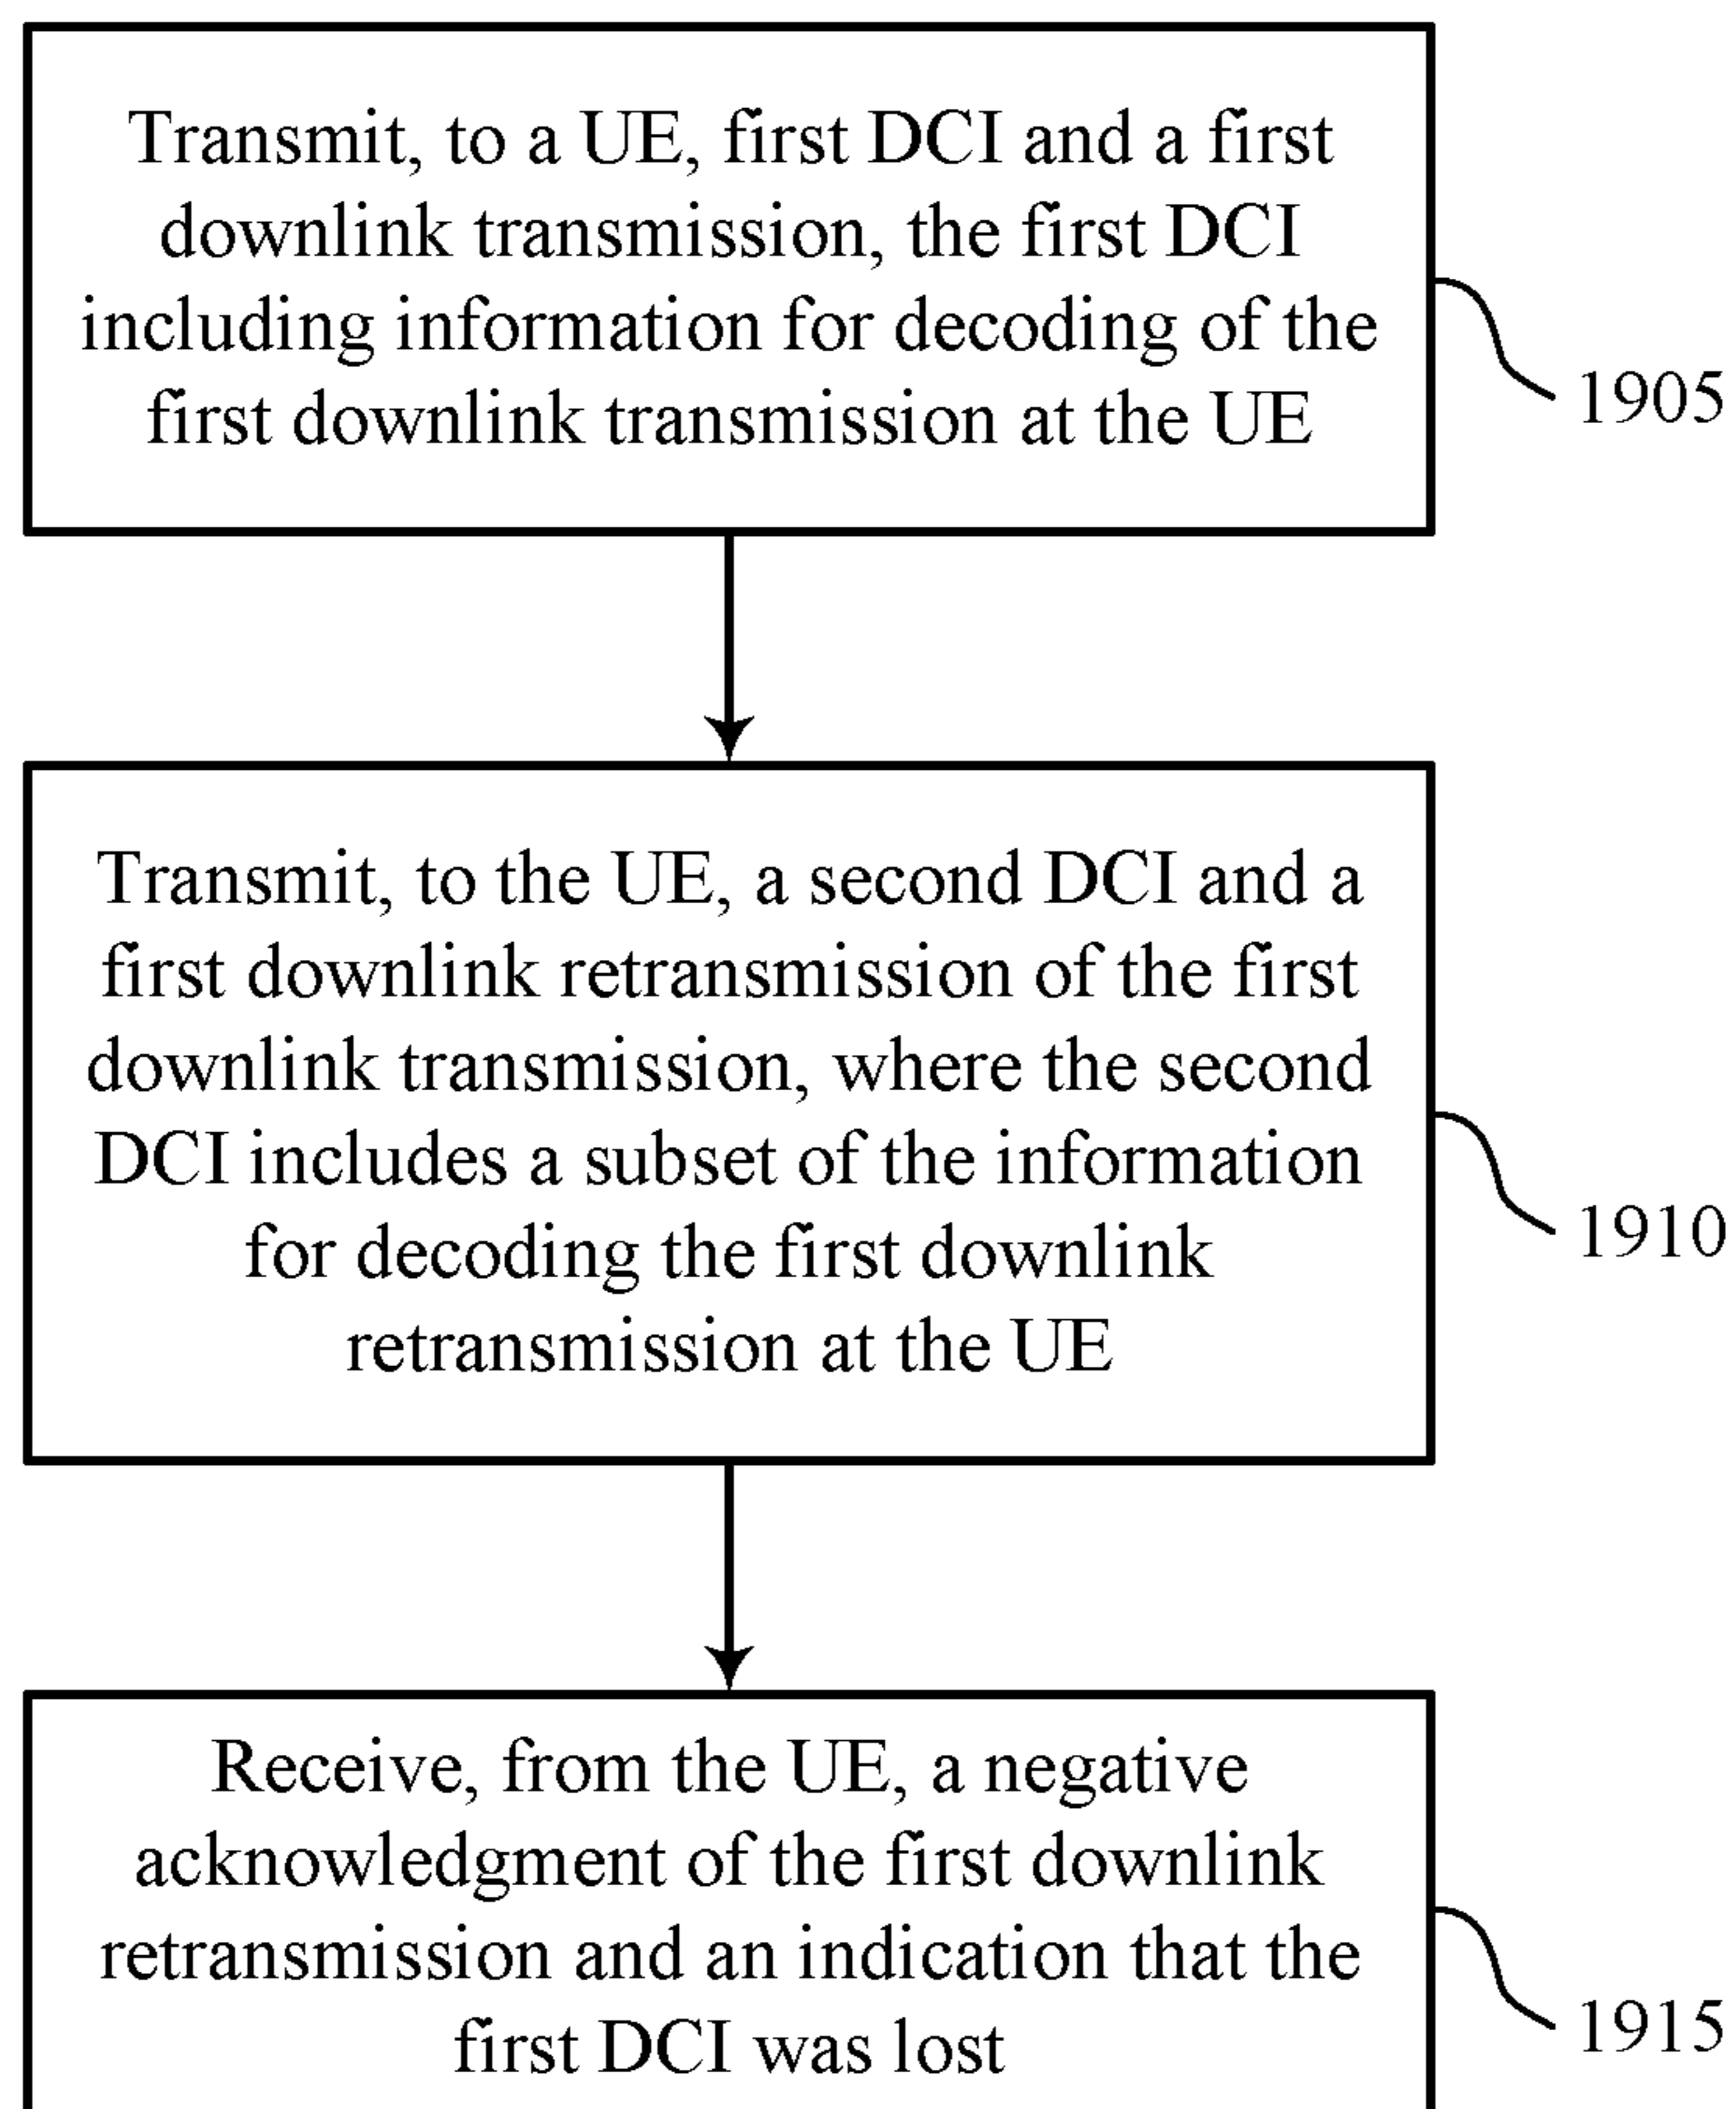 Transmit, to a UE, first DCI and a first
downlink transmission, the first DCI
including information for decoding of the
first downlink transmission at the UE
1905
Transmit, to the UE, a second DCI and a
first downlink retransmission of the first
downlink transmission, where the second
DCI includes a subset of the information
for decoding the first downlink
retransmission at the UE
1910
Receive, from the UE, a negative
acknowledgment of the first downlink
retransmission and an indication that the
first DCI was lost
1915